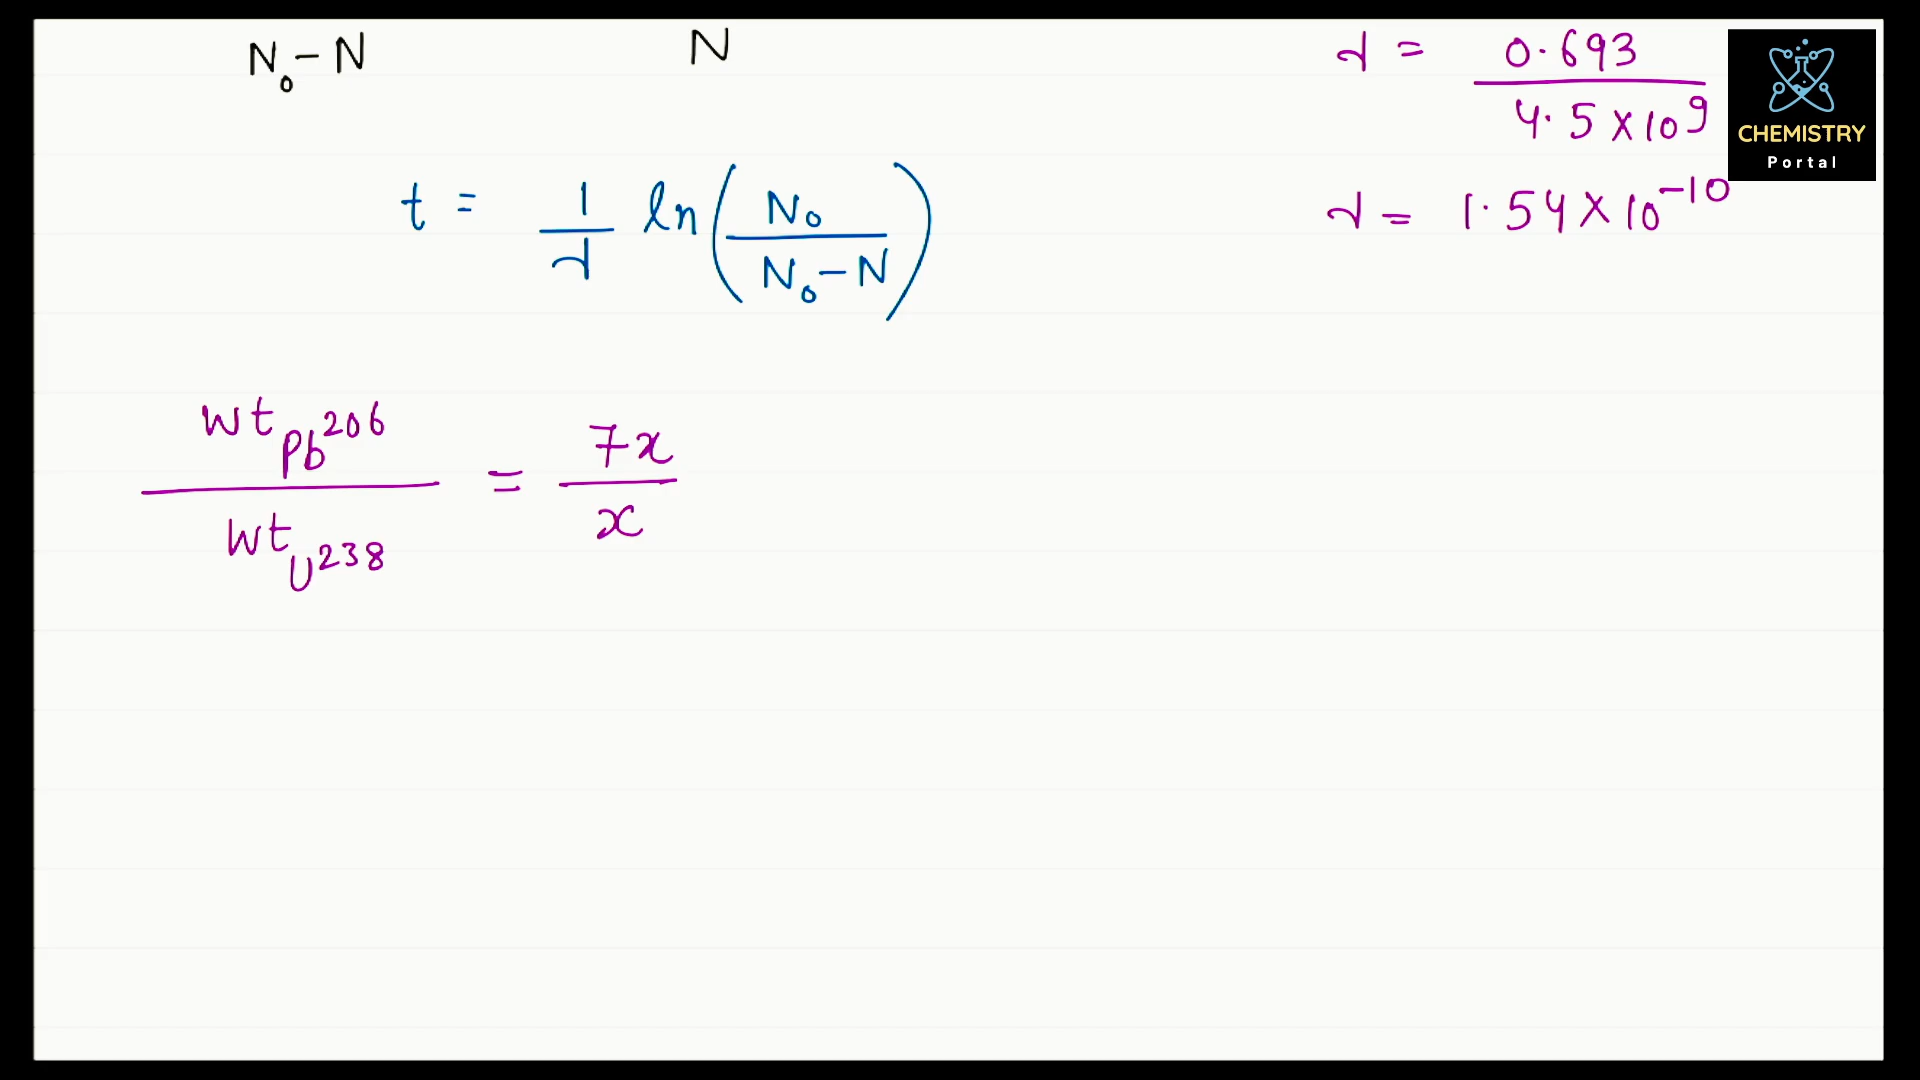 N₀ - N    N
λ = 0.693 / 4.5 × 10⁹
CHEMISTRY
Portal
t = 1/λ ln(N₀ / N₀ - N)
λ = 1.54 × 10⁻¹⁰
wt Pb²⁰⁶ / wt U²³⁸ = 7x / x